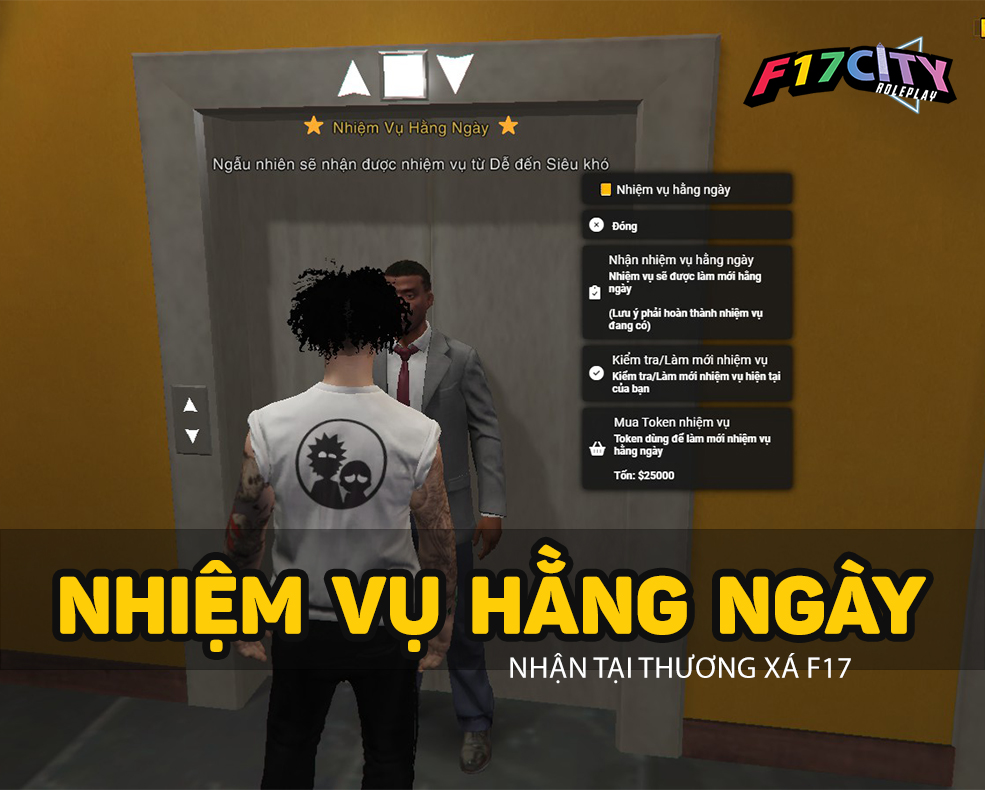 F17CITY
ROLEPLAY
Nhiệm Vụ Hằng Ngày
Ngẫu nhiên sẽ nhận được nhiệm vụ từ Dễ đến Siêu khó
Nhiệm vụ hằng ngày
Đóng
Nhận nhiệm vụ hằng ngày
Nhiệm vụ sẽ được làm mới hằng
ngày
(Lưu ý phải hoàn thành nhiệm vụ
đang có)
Kiểm tra/Làm mới nhiệm vụ
Kiểm tra/Làm mới nhiệm vụ hiện tại
của bạn
Mua Token nhiệm vụ
Token dùng để làm mới nhiệm vụ
hằng ngày
Tốn: $25000
NHIỆM VỤ HẰNG NGÀY
NHẬN TẠI THƯƠNG XÁ F17